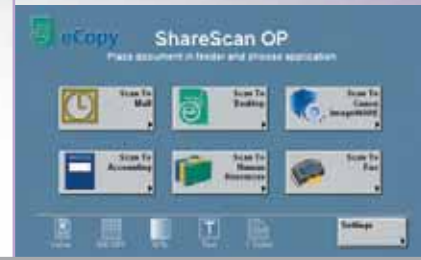 eCopy ShareScan OP
Place document in feeder and choose application
Scan To
Mail
Scan To
Desktop
Scan To
Canon
imageWARE
Scan To
Accounting
Scan To
Human
Resources
Scan To
Fax
Settings